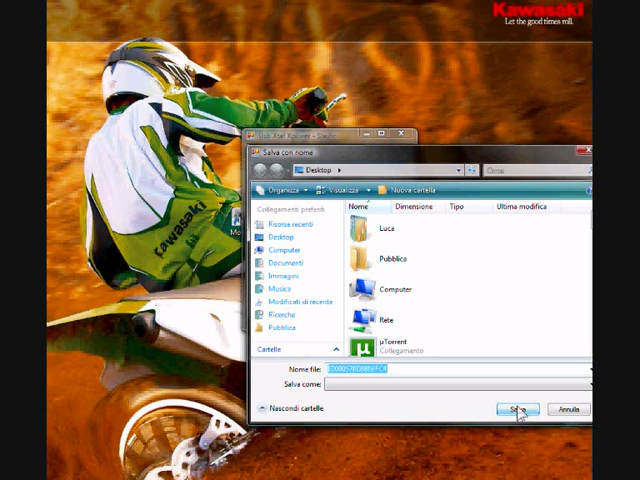 Kawasaki
Let the good times roll.
Salva con nome
Desktop
Cerca
Organizza
Visualizza
Nuova cartella
Collegamenti preferiti
Risorse recenti
Desktop
Computer
Documenti
Immagini
Musica
Modificati di recente
Ricerche
Pubblica
Cartelle
Nome Dimensione Tipo Ultima modifica
Luca
Pubblica
Computer
Rete
µTorrent
Collegamento
Nome file:
Salva come:
Nascondi cartelle
Salva
Annulla
Kawasaki